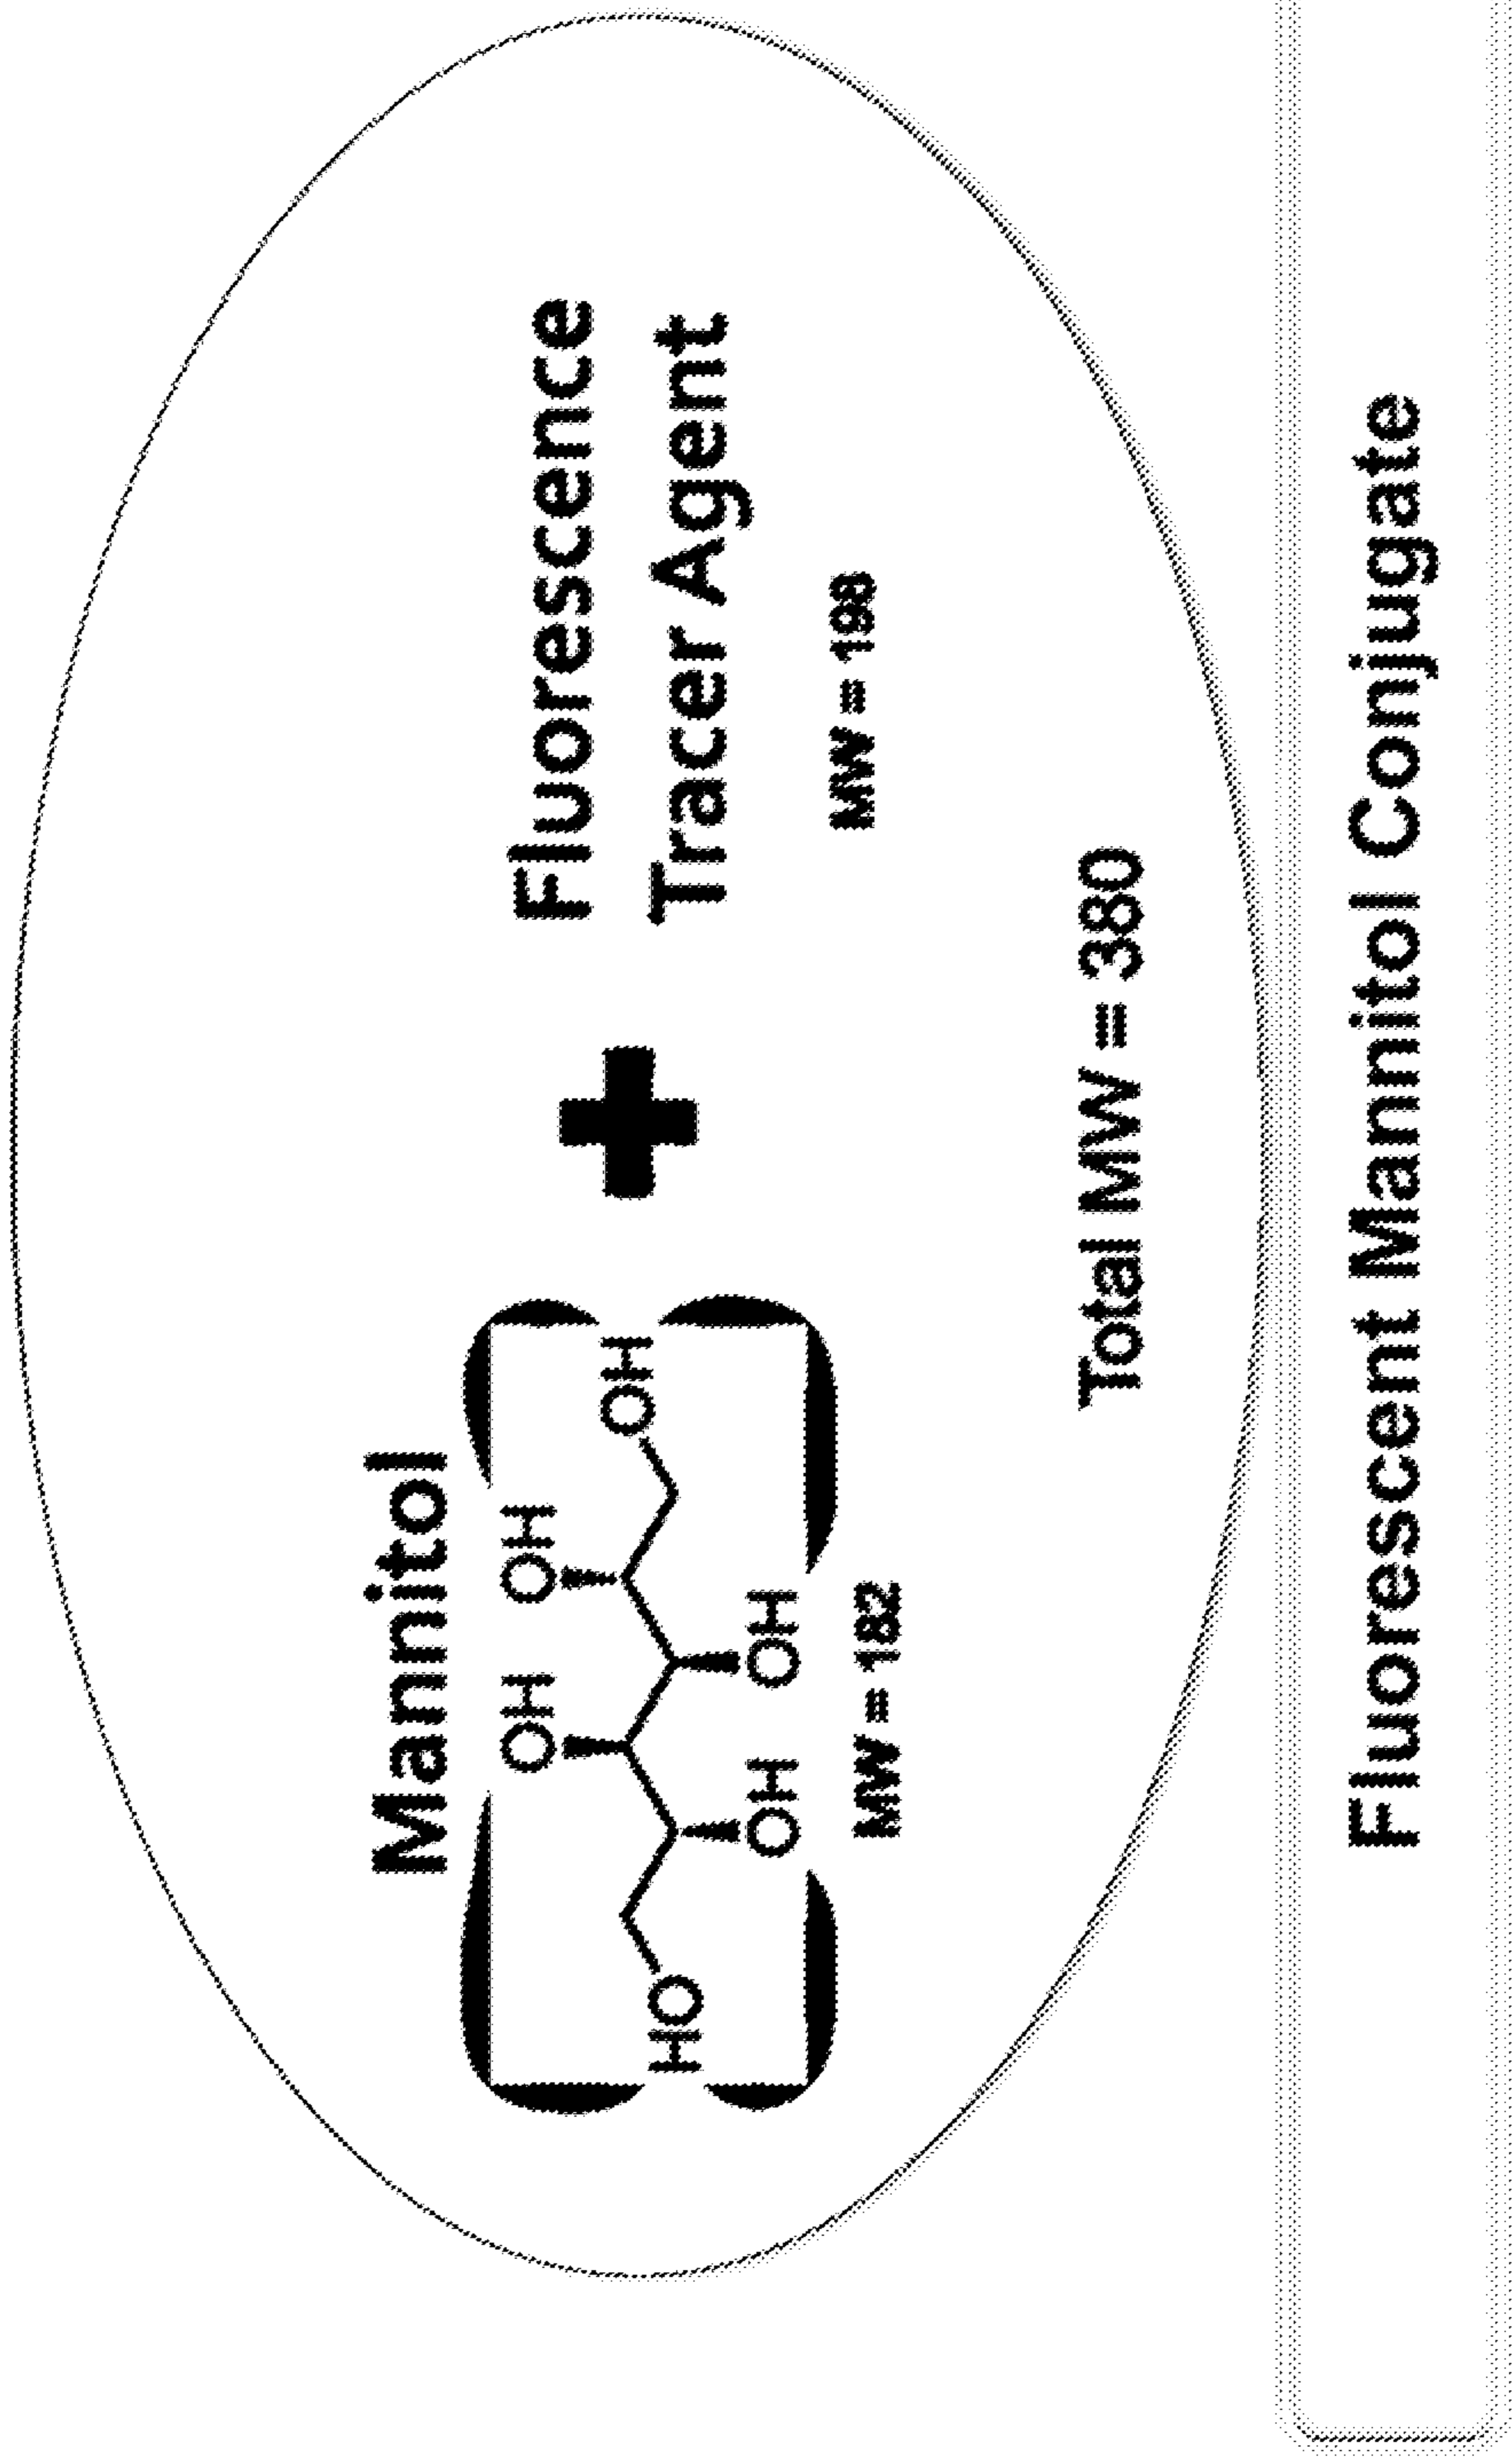 Mannitol
OH
OH
HO
OH
OH
OH
MW = 182
+
Fluorescence
Tracer Agent
MW = 198
Total MW = 380
Fluorescent Mannitol Conjugate